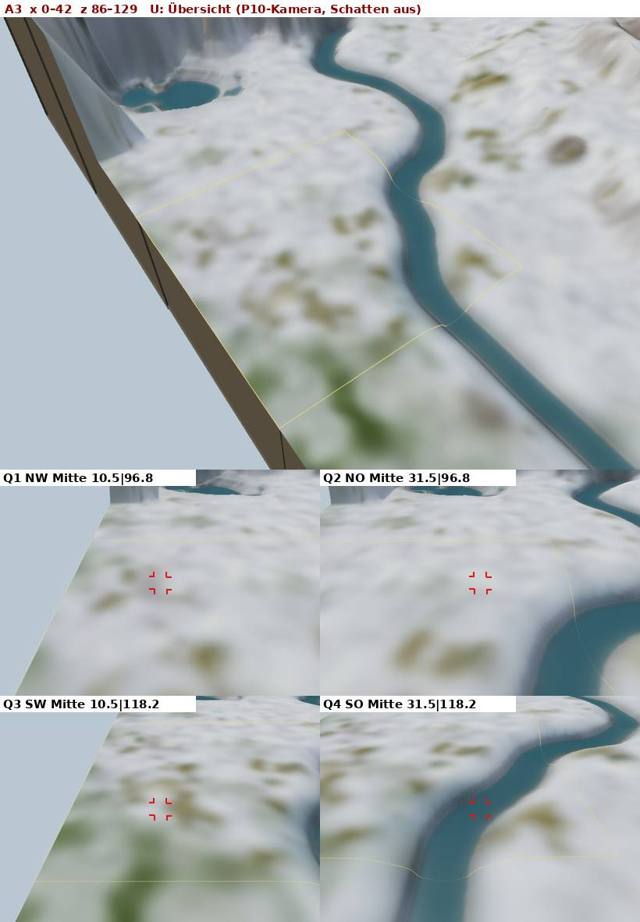 A3 x 0–42 z 86–129 U: Übersicht (P10-Kamera, Schatten aus)
Q1 NW Mitte 10.5|96.8
Q2 NO Mitte 31.5|96.8
Q3 SW Mitte 10.5|118.2
Q4 SO Mitte 31.5|118.2